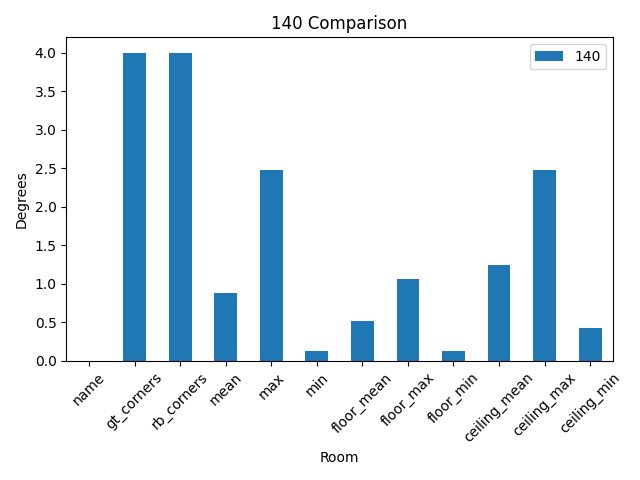 140 Comparison
140
Degrees
4.0
3.5
3.0
2.5
2.0
1.5
1.0
0.5
0.0
name
gt_corners
rb_corners
mean
max
min
floor_mean
floor_max
floor_min
ceiling_mean
ceiling_max
ceiling_min
Room